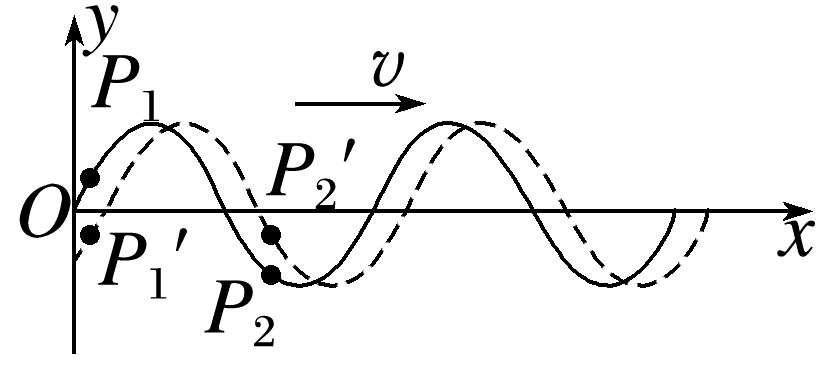 y
P₁
v
P₂′
O
x
P₁′
P₂